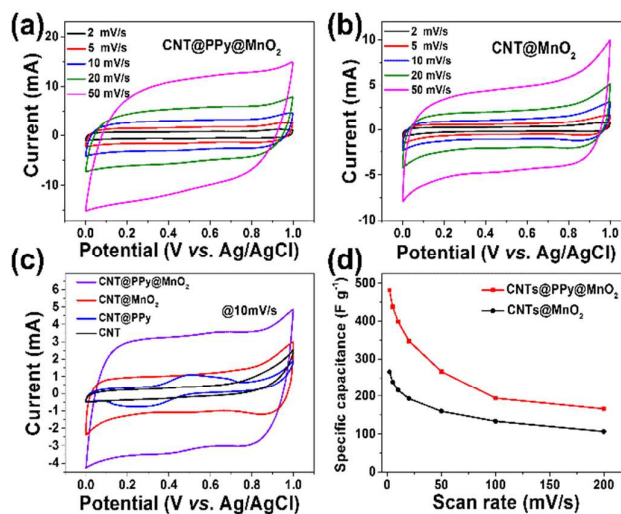 (a)
CNT@PPy@MnO₂
2 mV/s
5 mV/s
10 mV/s
20 mV/s
50 mV/s
Current (mA)
20
10
0
-10
0.0 0.2 0.4 0.6 0.8 1.0
Potential (V vs. Ag/AgCl)
(b)
CNT@MnO₂
2 mV/s
5 mV/s
10 mV/s
20 mV/s
50 mV/s
Current (mA)
10
5
0
-5
-10
0.0 0.2 0.4 0.6 0.8 1.0
Potential (V vs. Ag/AgCl)
(c)
CNT@PPy@MnO₂
CNT@MnO₂
CNT@PPy
CNT
@10mV/s
Current (mA)
6
5
4
3
2
1
0
-1
-2
-3
-4
0.0 0.2 0.4 0.6 0.8 1.0
Potential (V vs. Ag/AgCl)
(d)
CNTs@PPy@MnO₂
CNTs@MnO₂
Specific capacitance (F g⁻¹)
500
400
300
200
100
0
0 50 100 150 200
Scan rate (mV/s)